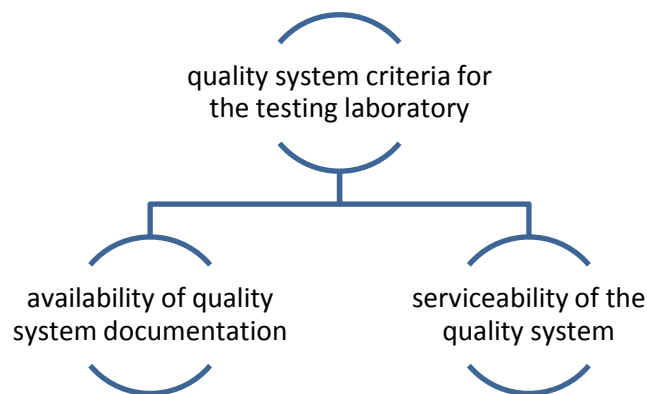 quality system criteria for
the testing laboratory
availability of quality
system documentation
serviceability of the
quality system